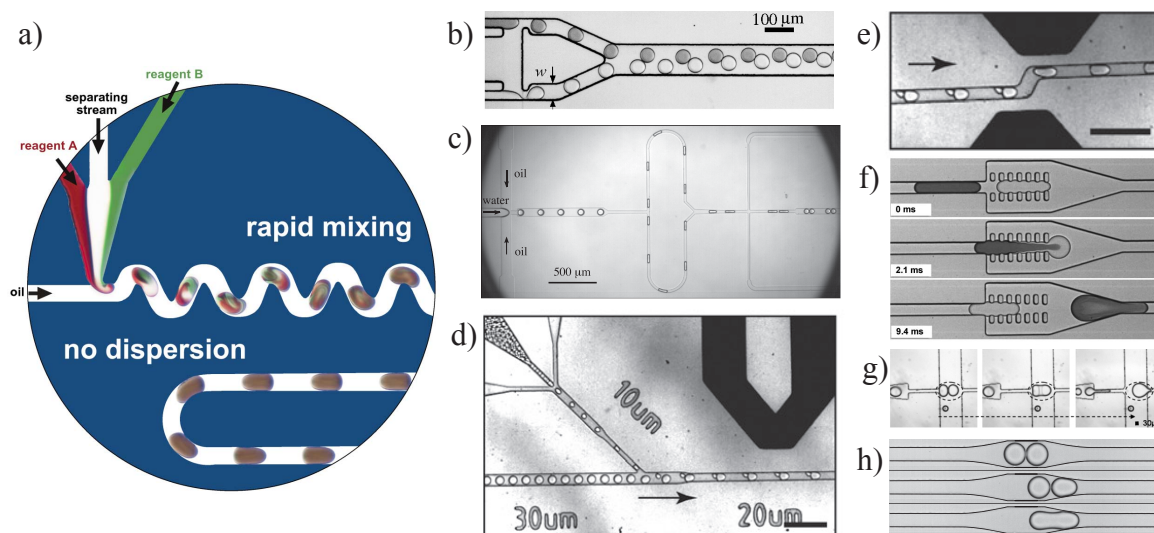 a)
reagent B
separating
stream
reagent A
rapid mixing
oil
no dispersion
b)
100 μm
w
c)
oil
water
oil
500 μm
d)
10um
30um
20um
e)
f)
0 ms
2.1 ms
9.4 ms
g)
h)